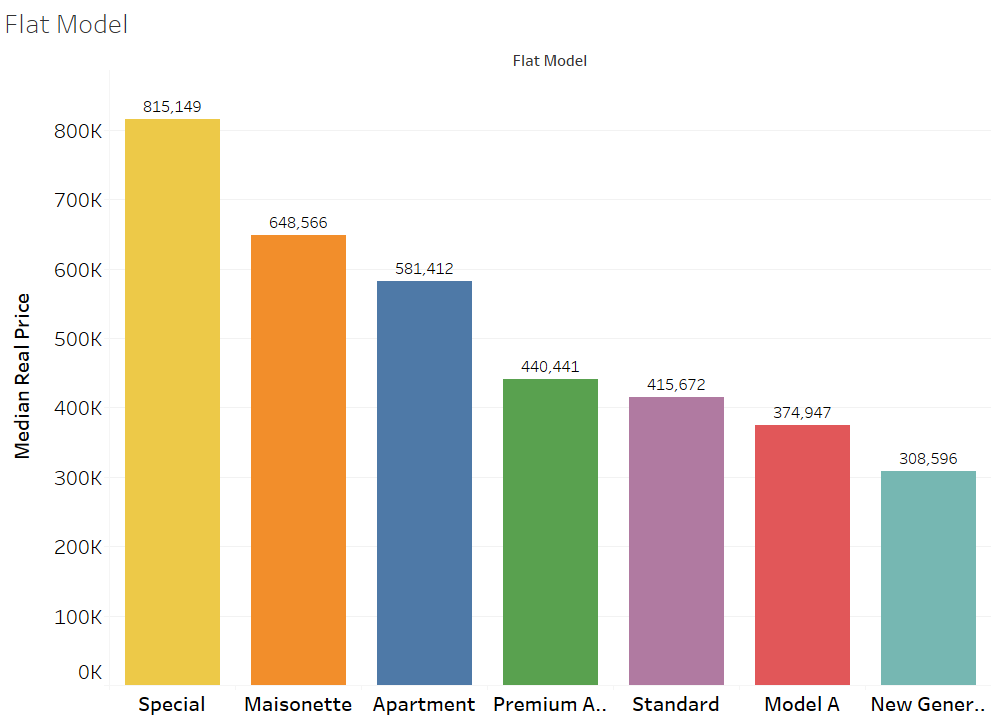 Flat Model
Flat Model
815,149
800K
700K
648,566
600K
581,412
500K
Median Real Price
440,441
415,672
400K
374,947
308,596
300K
200K
100K
0K
Special Maisonette Apartment Premium A.. Standard Model A New Gener..